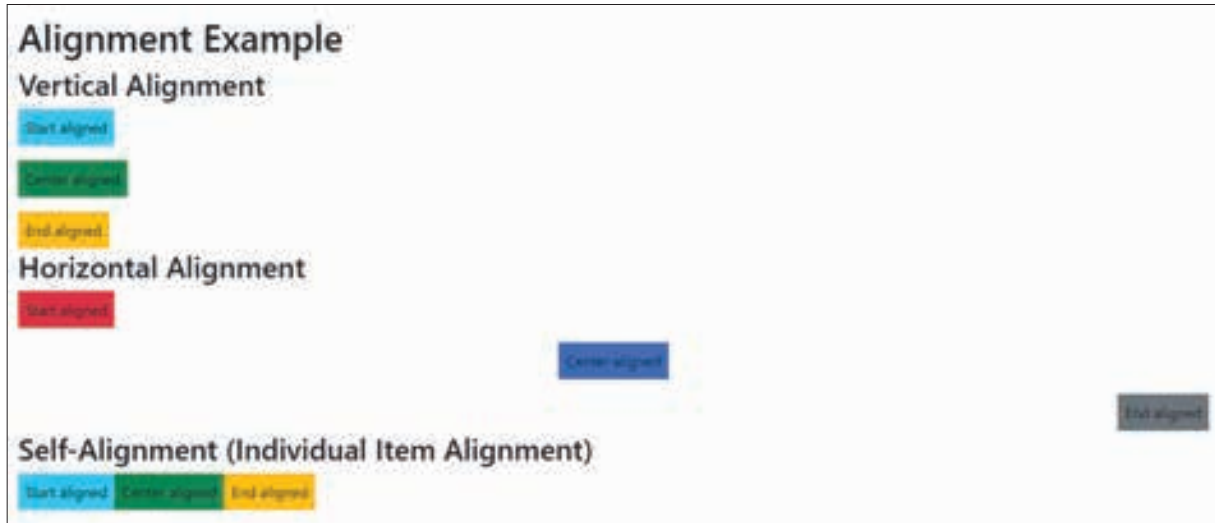 Alignment Example
Vertical Alignment
Start aligned
Center aligned
End aligned
Horizontal Alignment
Start aligned
Center aligned
End aligned
Self-Alignment (Individual Item Alignment)
Start aligned Center aligned End aligned